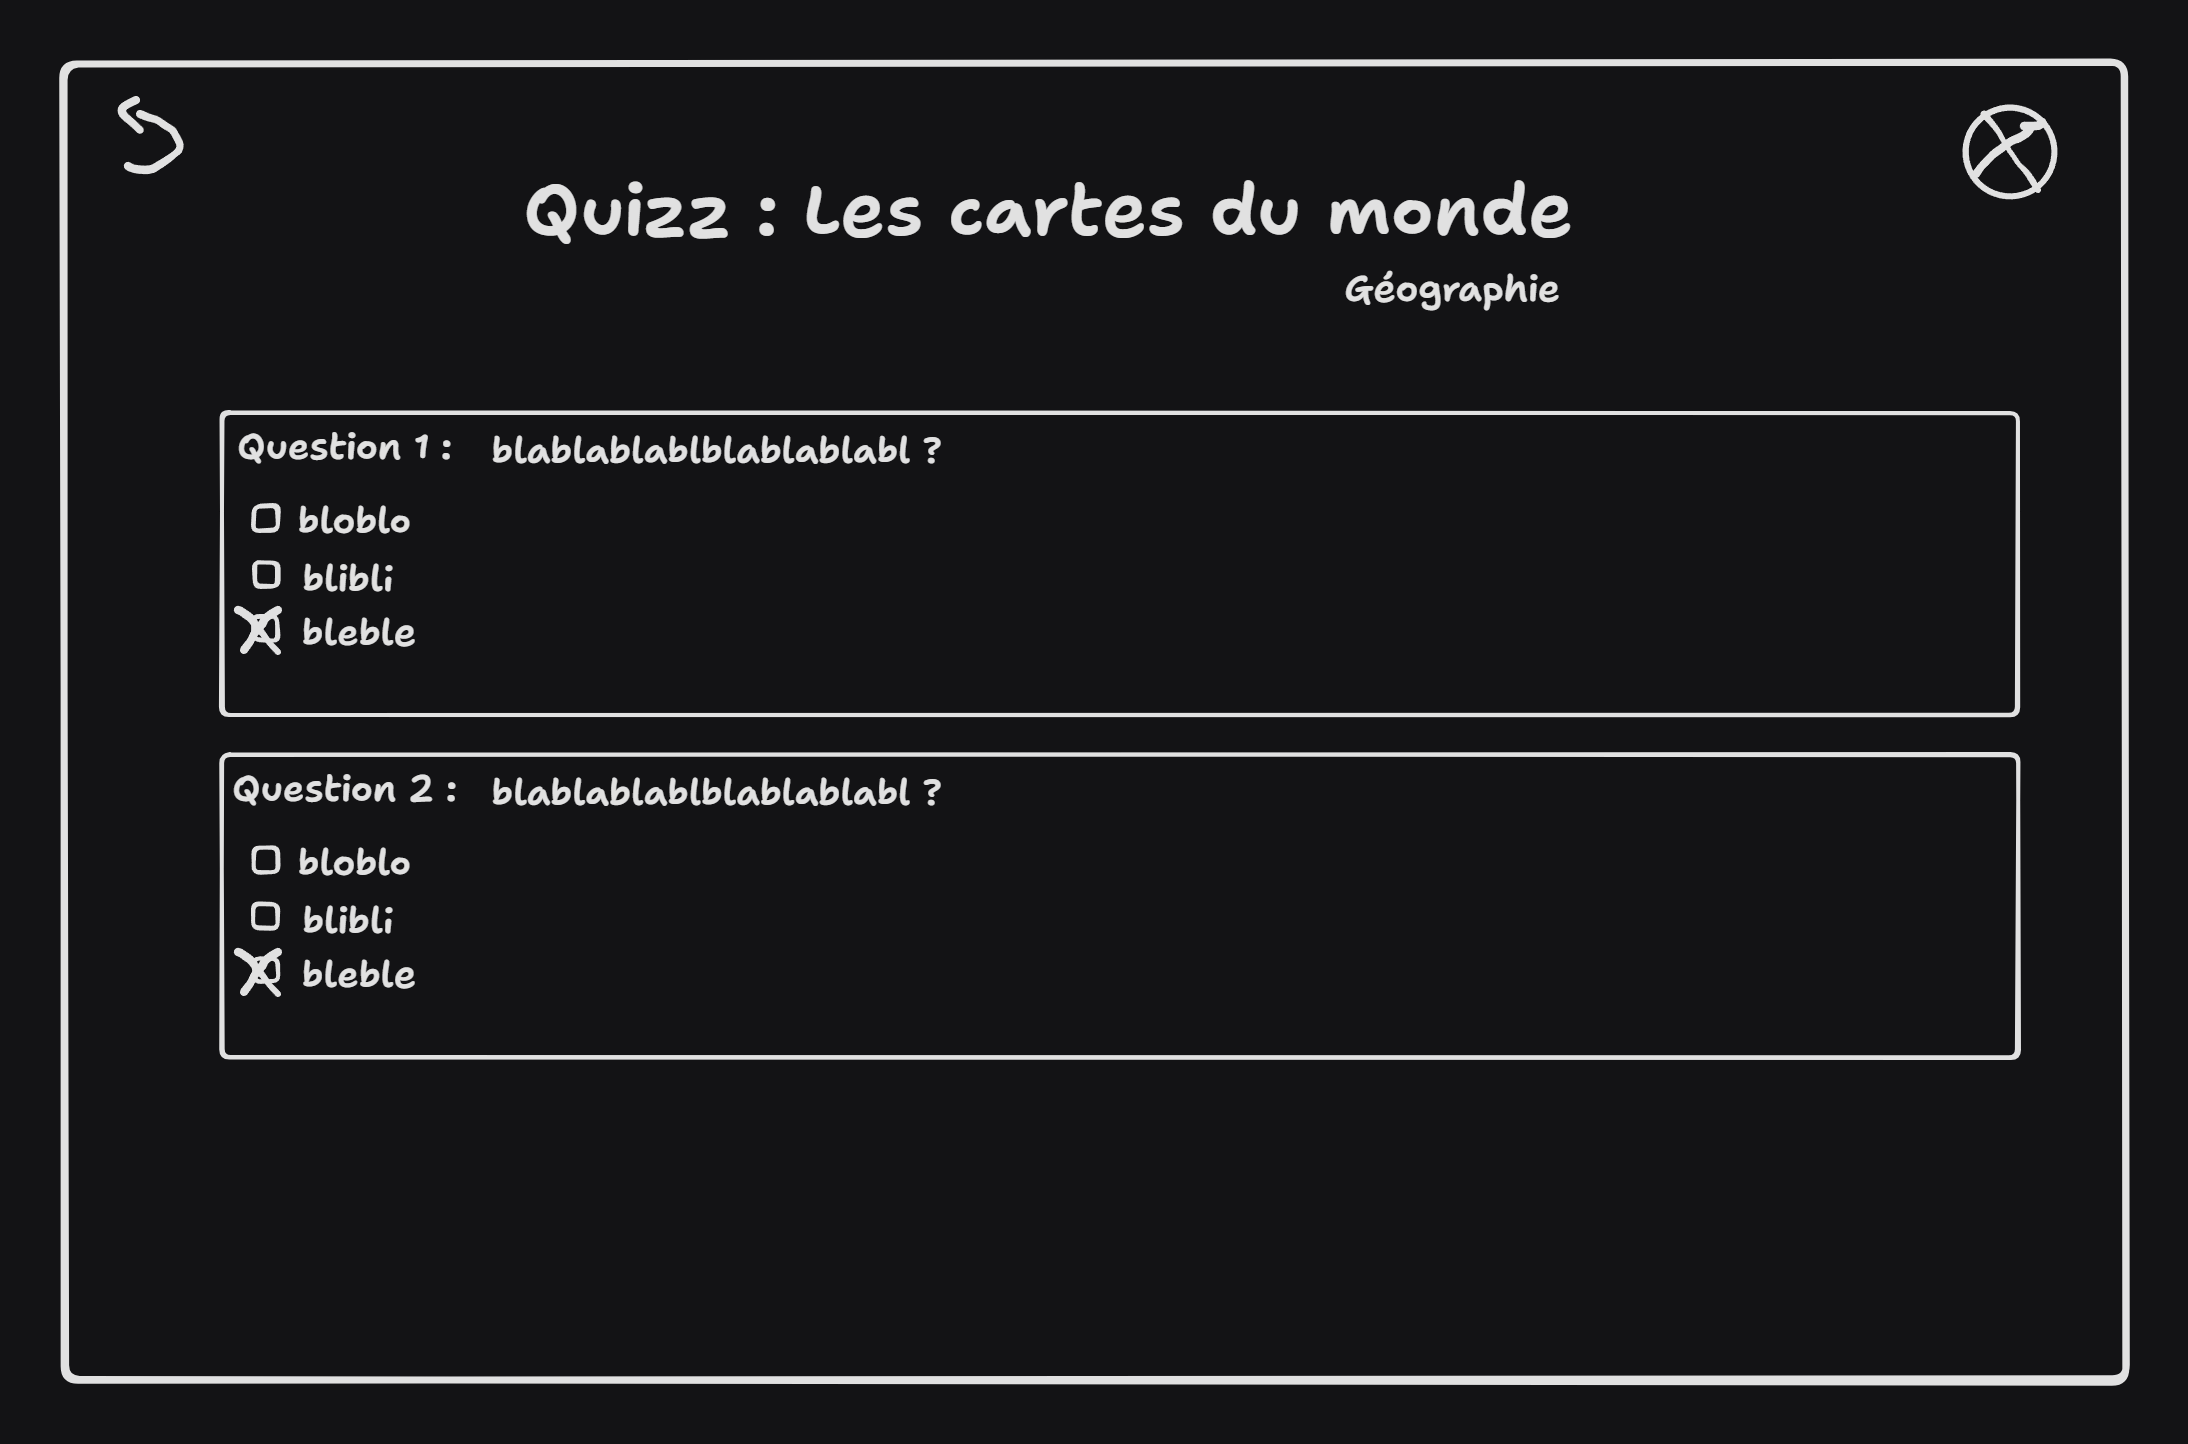 Quizz : Les cartes du monde
Géographie
Question 1 : blablablablblablablabl ?
bloblo
blibli
bleble
Question 2 : blablablablblablablabl ?
bloblo
blibli
bleble